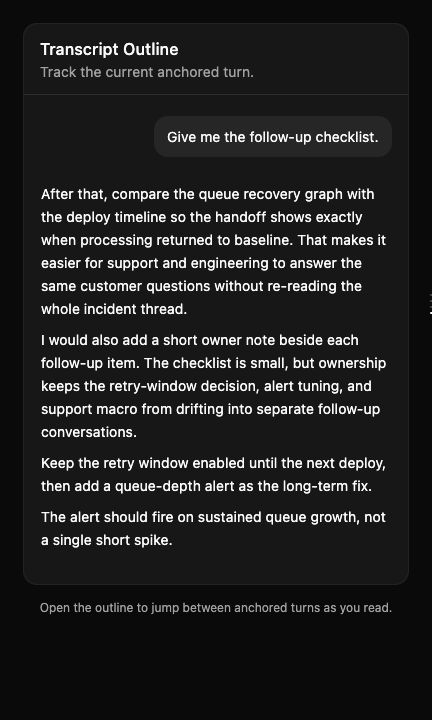 Transcript Outline
Track the current anchored turn.
Give me the follow-up checklist.
After that, compare the queue recovery graph with
the deploy timeline so the handoff shows exactly
when processing returned to baseline. That makes it
easier for support and engineering to answer the
same customer questions without re-reading the
whole incident thread.
I would also add a short owner note beside each
follow-up item. The checklist is small, but ownership
keeps the retry-window decision, alert tuning, and
support macro from drifting into separate follow-up
conversations.
Keep the retry window enabled until the next deploy,
then add a queue-depth alert as the long-term fix.
The alert should fire on sustained queue growth, not
a single short spike.
Open the outline to jump between anchored turns as you read.